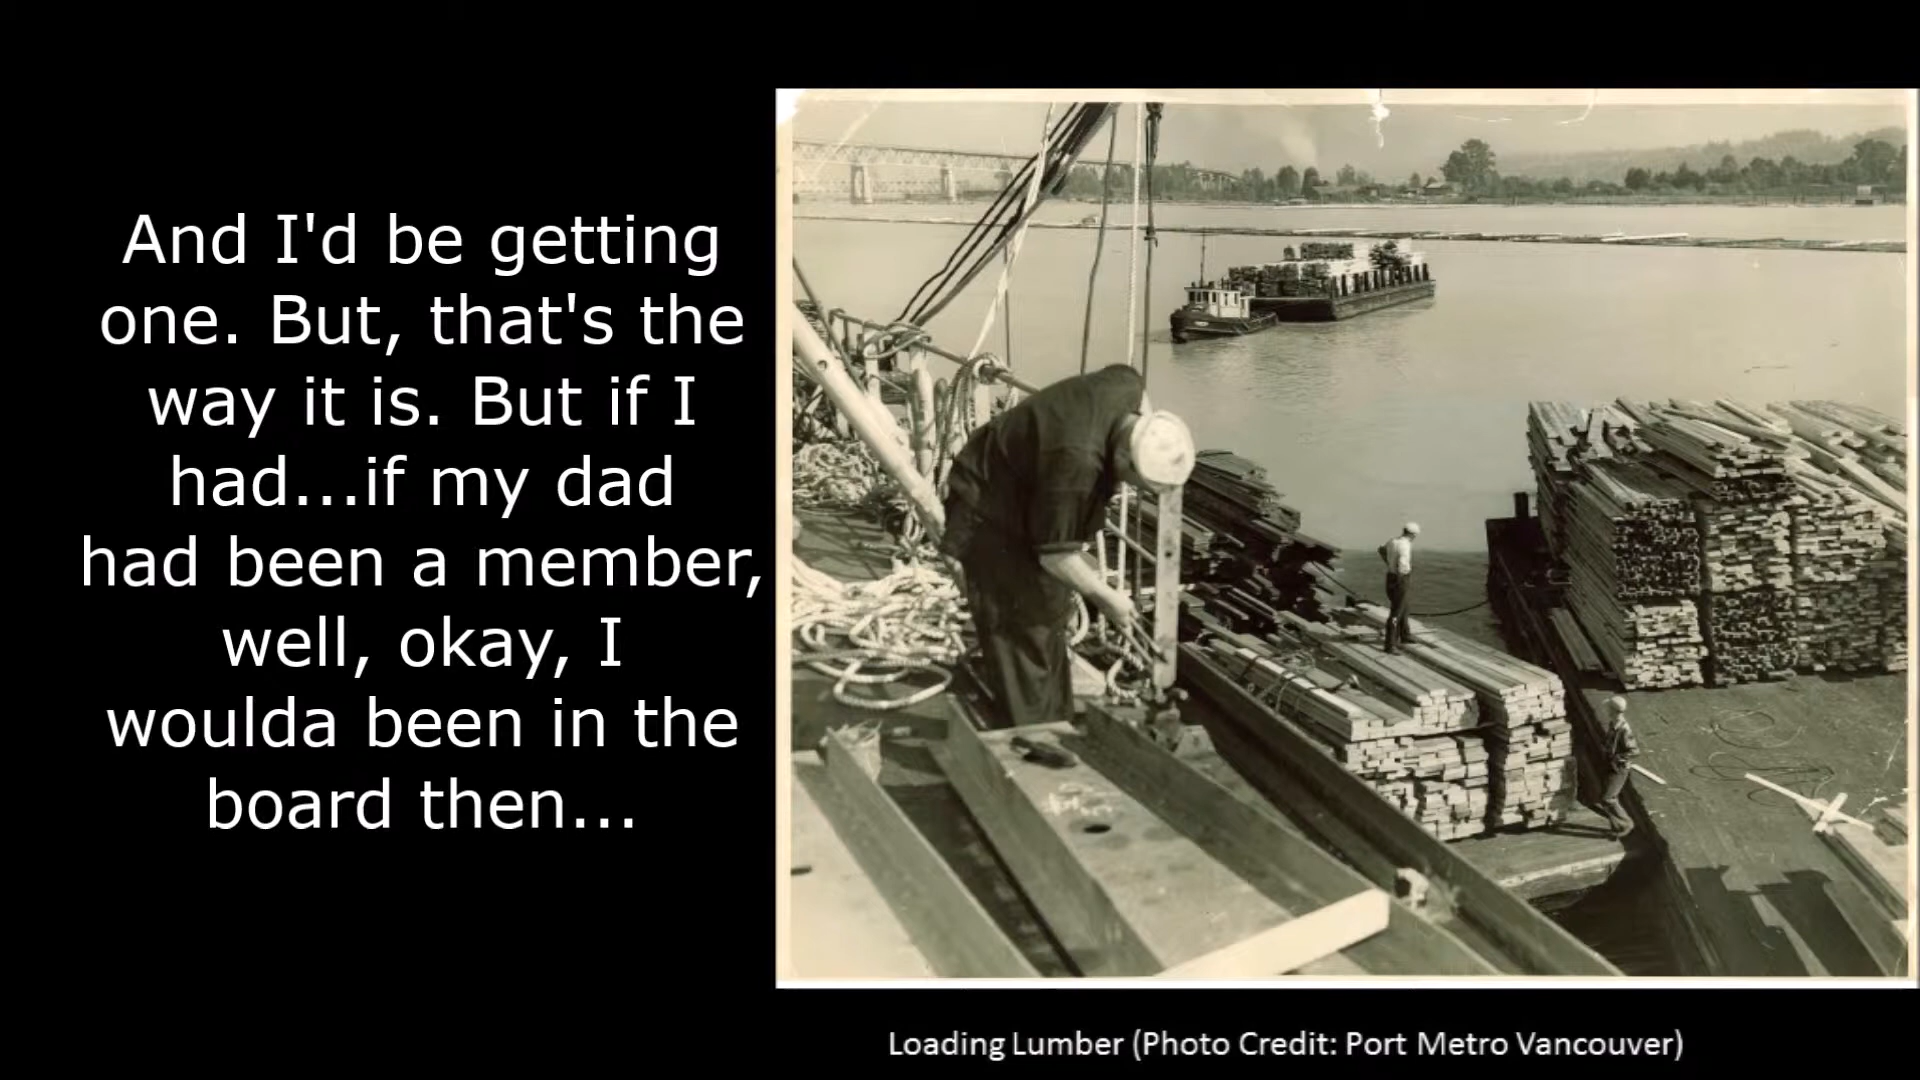 And I'd be getting
one. But, that's the
way it is. But if I
had...if my dad
had been a member,
well, okay, I
woulda been in the
board then...
Loading Lumber (Photo Credit: Port Metro Vancouver)